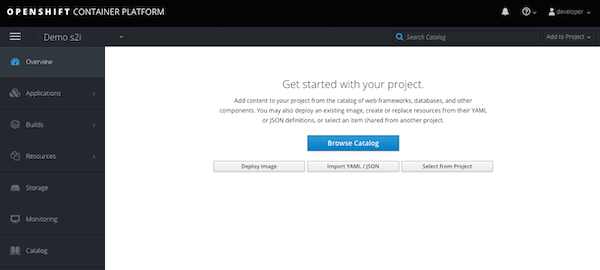 OPENSHIFT CONTAINER PLATFORM
developer
Demo s2i
Search Catalog
Add to Project
Overview
Applications
Builds
Resources
Storage
Monitoring
Catalog
Get started with your project.
Add content to your project from the catalog of web frameworks, databases, and other
components. You may also deploy an existing image, create or replace resources from their YAML
or JSON definitions, or select an item shared from another project.
Browse Catalog
Deploy Image
Import YAML / JSON
Select from Project